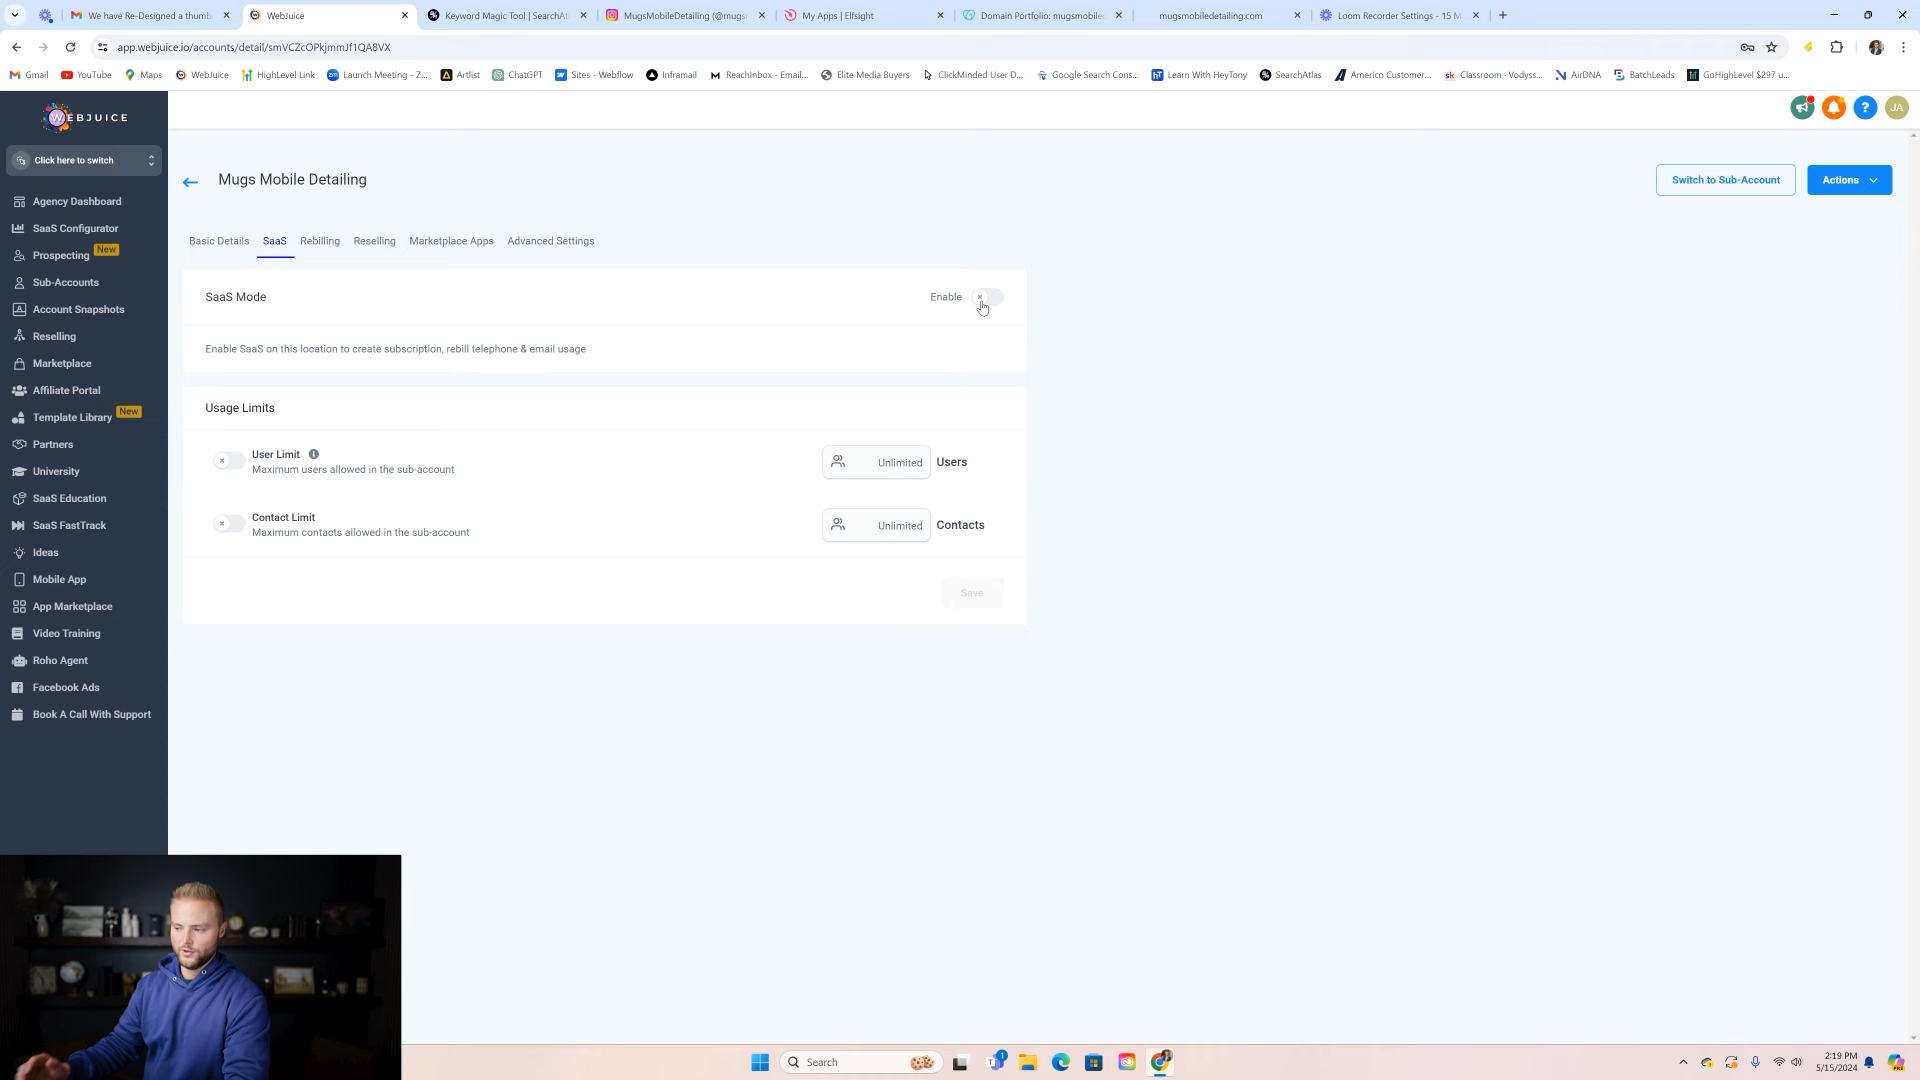 We have Re-Designed a thumb
WebJuice
Keyword Magic Tool | SearchAt
MugsMobileDetailing (@mugs
My Apps | Elfsight
Domain Portfolio: mugsmobile
mugsmobiledetailing.com
Loom Recorder Settings - 15 M
app.webjuice.io/accounts/detail/smVCZcOPkjmmJf1QA8VX
Gmail
YouTube
Maps
WebJuice
HighLevel Link
Launch Meeting - Z...
Artlist
ChatGPT
Sites - Webflow
Inframail
ReachInbox - Email...
Elite Media Buyers
ClickMinded User D...
Google Search Cons...
Learn With HeyTony
SearchAtlas
Americo Customer...
Classroom · Vodyss...
AirDNA
BatchLeads
GoHighLevel $297 u...
WEBJUICE
JA
Click here to switch
Mugs Mobile Detailing
Switch to Sub-Account
Actions
Agency Dashboard
SaaS Configurator
Prospecting New
Sub-Accounts
Account Snapshots
Reselling
Marketplace
Affiliate Portal
Template Library New
Partners
University
SaaS Education
SaaS FastTrack
Ideas
Mobile App
App Marketplace
Video Training
Roho Agent
Facebook Ads
Book A Call With Support
Basic Details
SaaS
Rebilling
Reselling
Marketplace Apps
Advanced Settings
SaaS Mode
Enable
Enable SaaS on this location to create subscription, rebill telephone & email usage
Usage Limits
User Limit
Maximum users allowed in the sub-account
Unlimited
Users
Contact Limit
Maximum contacts allowed in the sub-account
Unlimited
Contacts
Save
Search
1
2:19 PM
5/15/2024